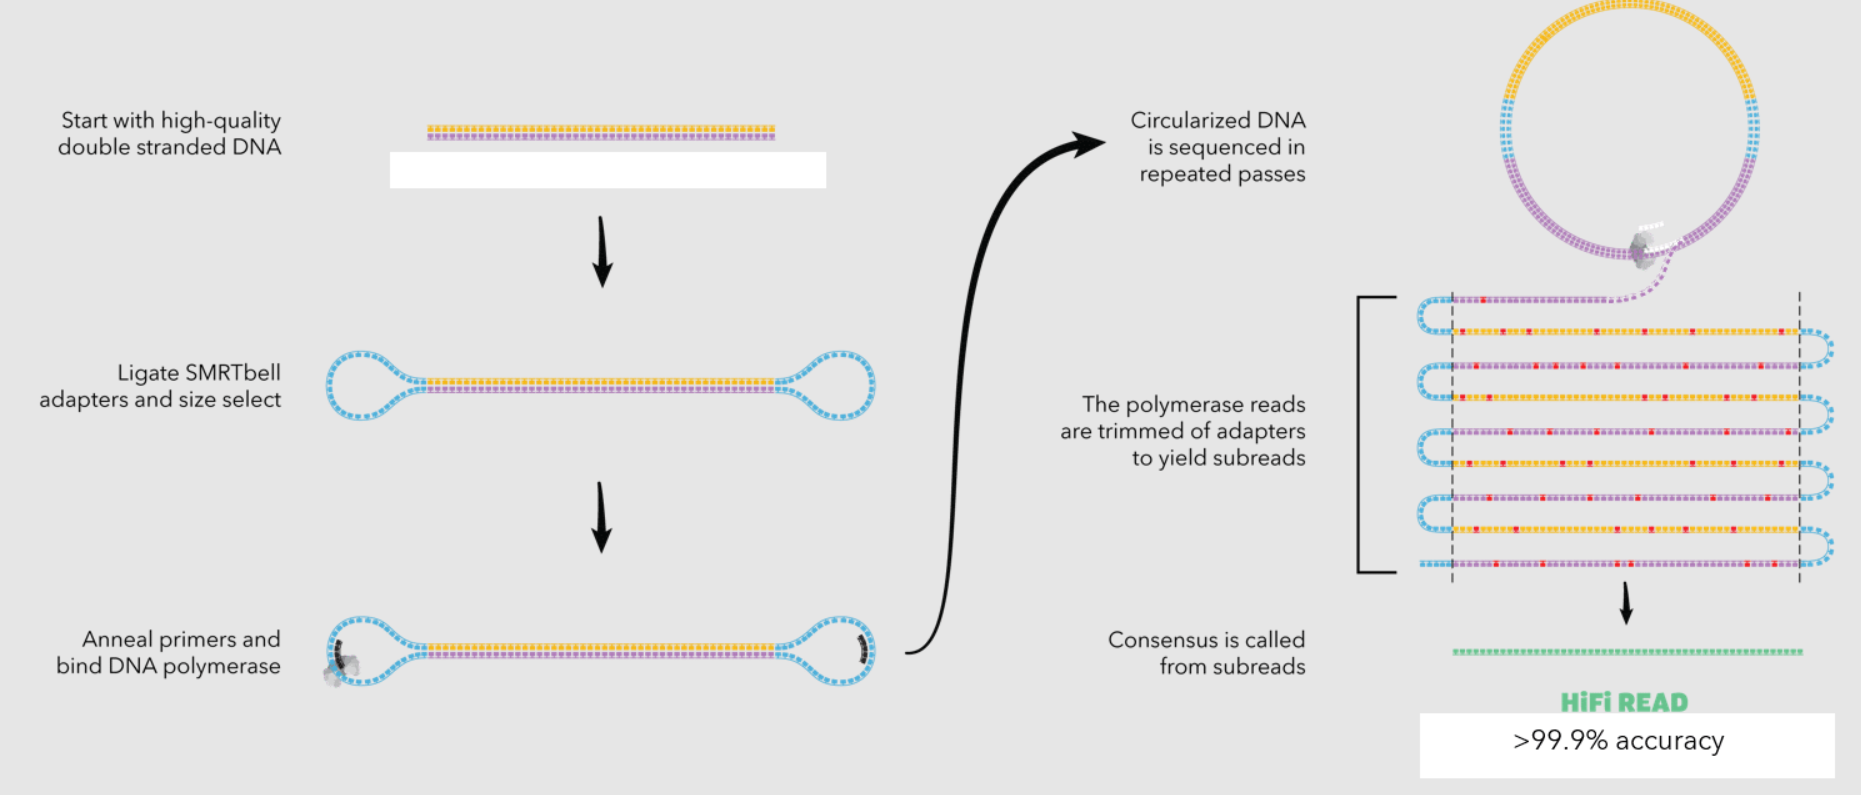 Start with high-quality
double stranded DNA
Ligate SMRTbell
adapters and size select
Anneal primers and
bind DNA polymerase
Circularized DNA
is sequenced in
repeated passes
The polymerase reads
are trimmed of adapters
to yield subreads
Consensus is called
from subreads
HiFi READ
>99.9% accuracy